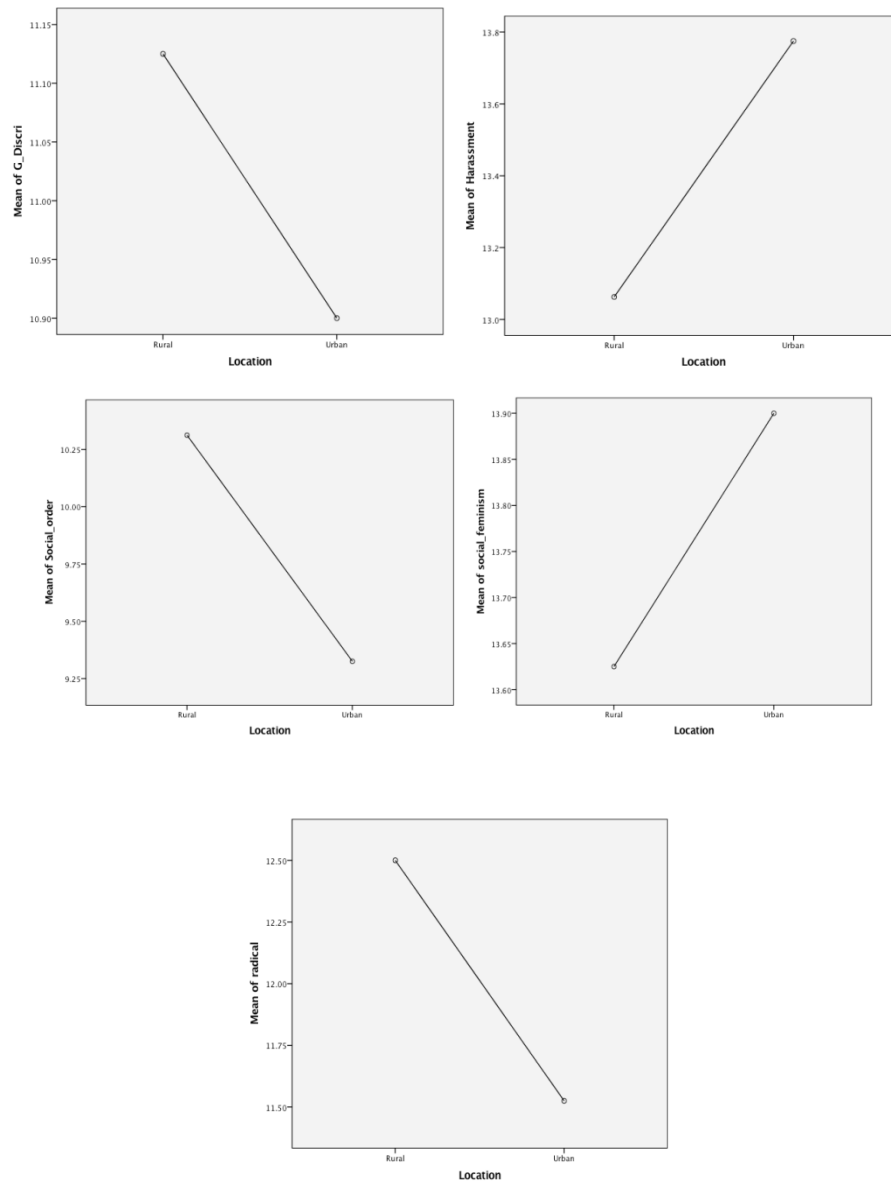 Mean of G_Discri
11.15
11.10
11.05
11.00
10.95
10.90
Rural
Urban
Location
Mean of Harassment
13.8
13.6
13.4
13.2
13.0
Rural
Urban
Location
Mean of Social_order
10.25
10.00
9.75
9.50
9.25
Rural
Urban
Location
Mean of social_feminism
13.90
13.85
13.80
13.75
13.70
13.65
13.60
Rural
Urban
Location
Mean of radical
12.50
12.25
12.00
11.75
11.50
Rural
Urban
Location